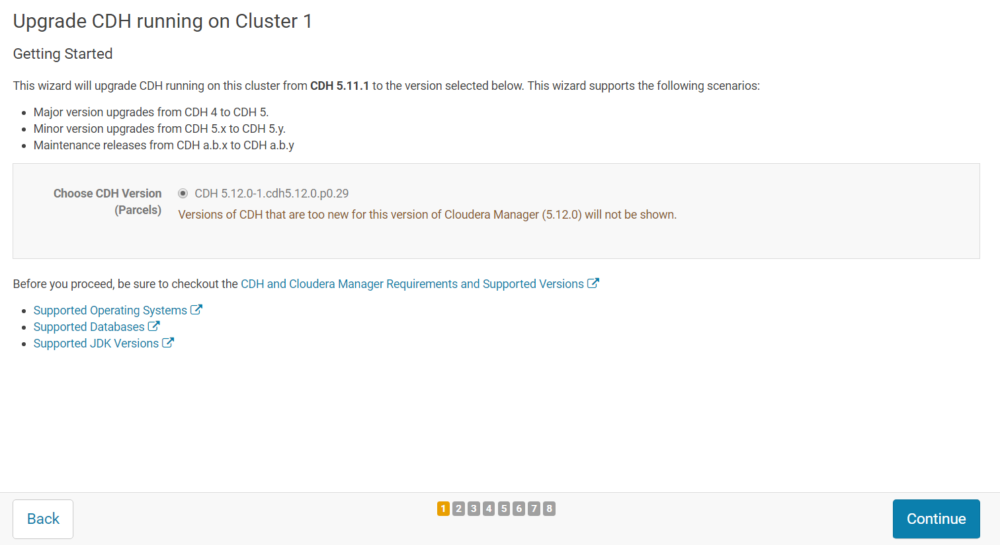 Upgrade CDH running on Cluster 1
Getting Started
This wizard will upgrade CDH running on this cluster from CDH 5.11.1 to the version selected below. This wizard supports the following scenarios:
Major version upgrades from CDH 4 to CDH 5.
Minor version upgrades from CDH 5.x to CDH 5.y.
Maintenance releases from CDH a.b.x to CDH a.b.y
Choose CDH Version
(Parcels)
CDH 5.12.0-1.cdh5.12.0.p0.29
Versions of CDH that are too new for this version of Cloudera Manager (5.12.0) will not be shown.
Before you proceed, be sure to checkout the CDH and Cloudera Manager Requirements and Supported Versions
Supported Operating Systems
Supported Databases
Supported JDK Versions
Back
1 2 3 4 5 6 7 8
Continue